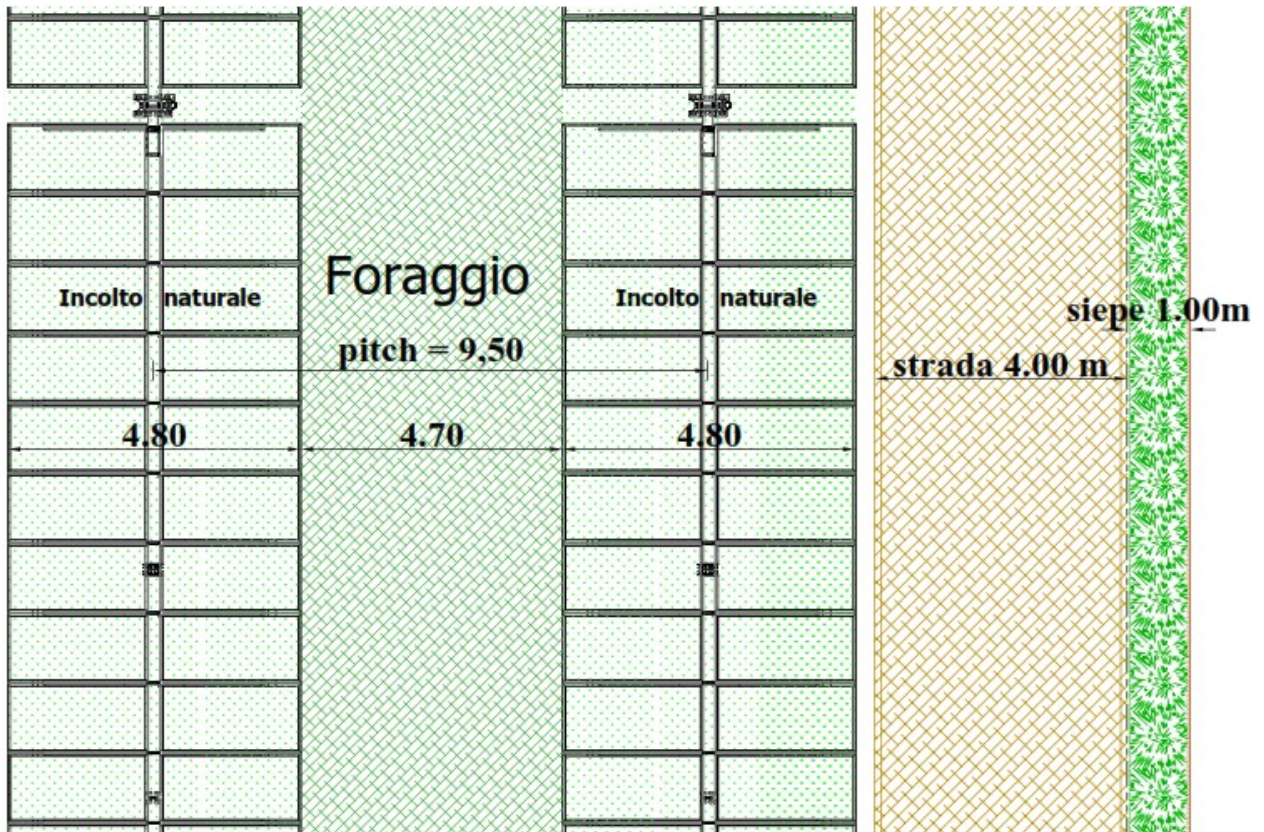 Foraggio
Incolto naturale
Incolto naturale
siepe 1.00m
pitch = 9,50
strada 4.00 m
4.80
4.70
4.80